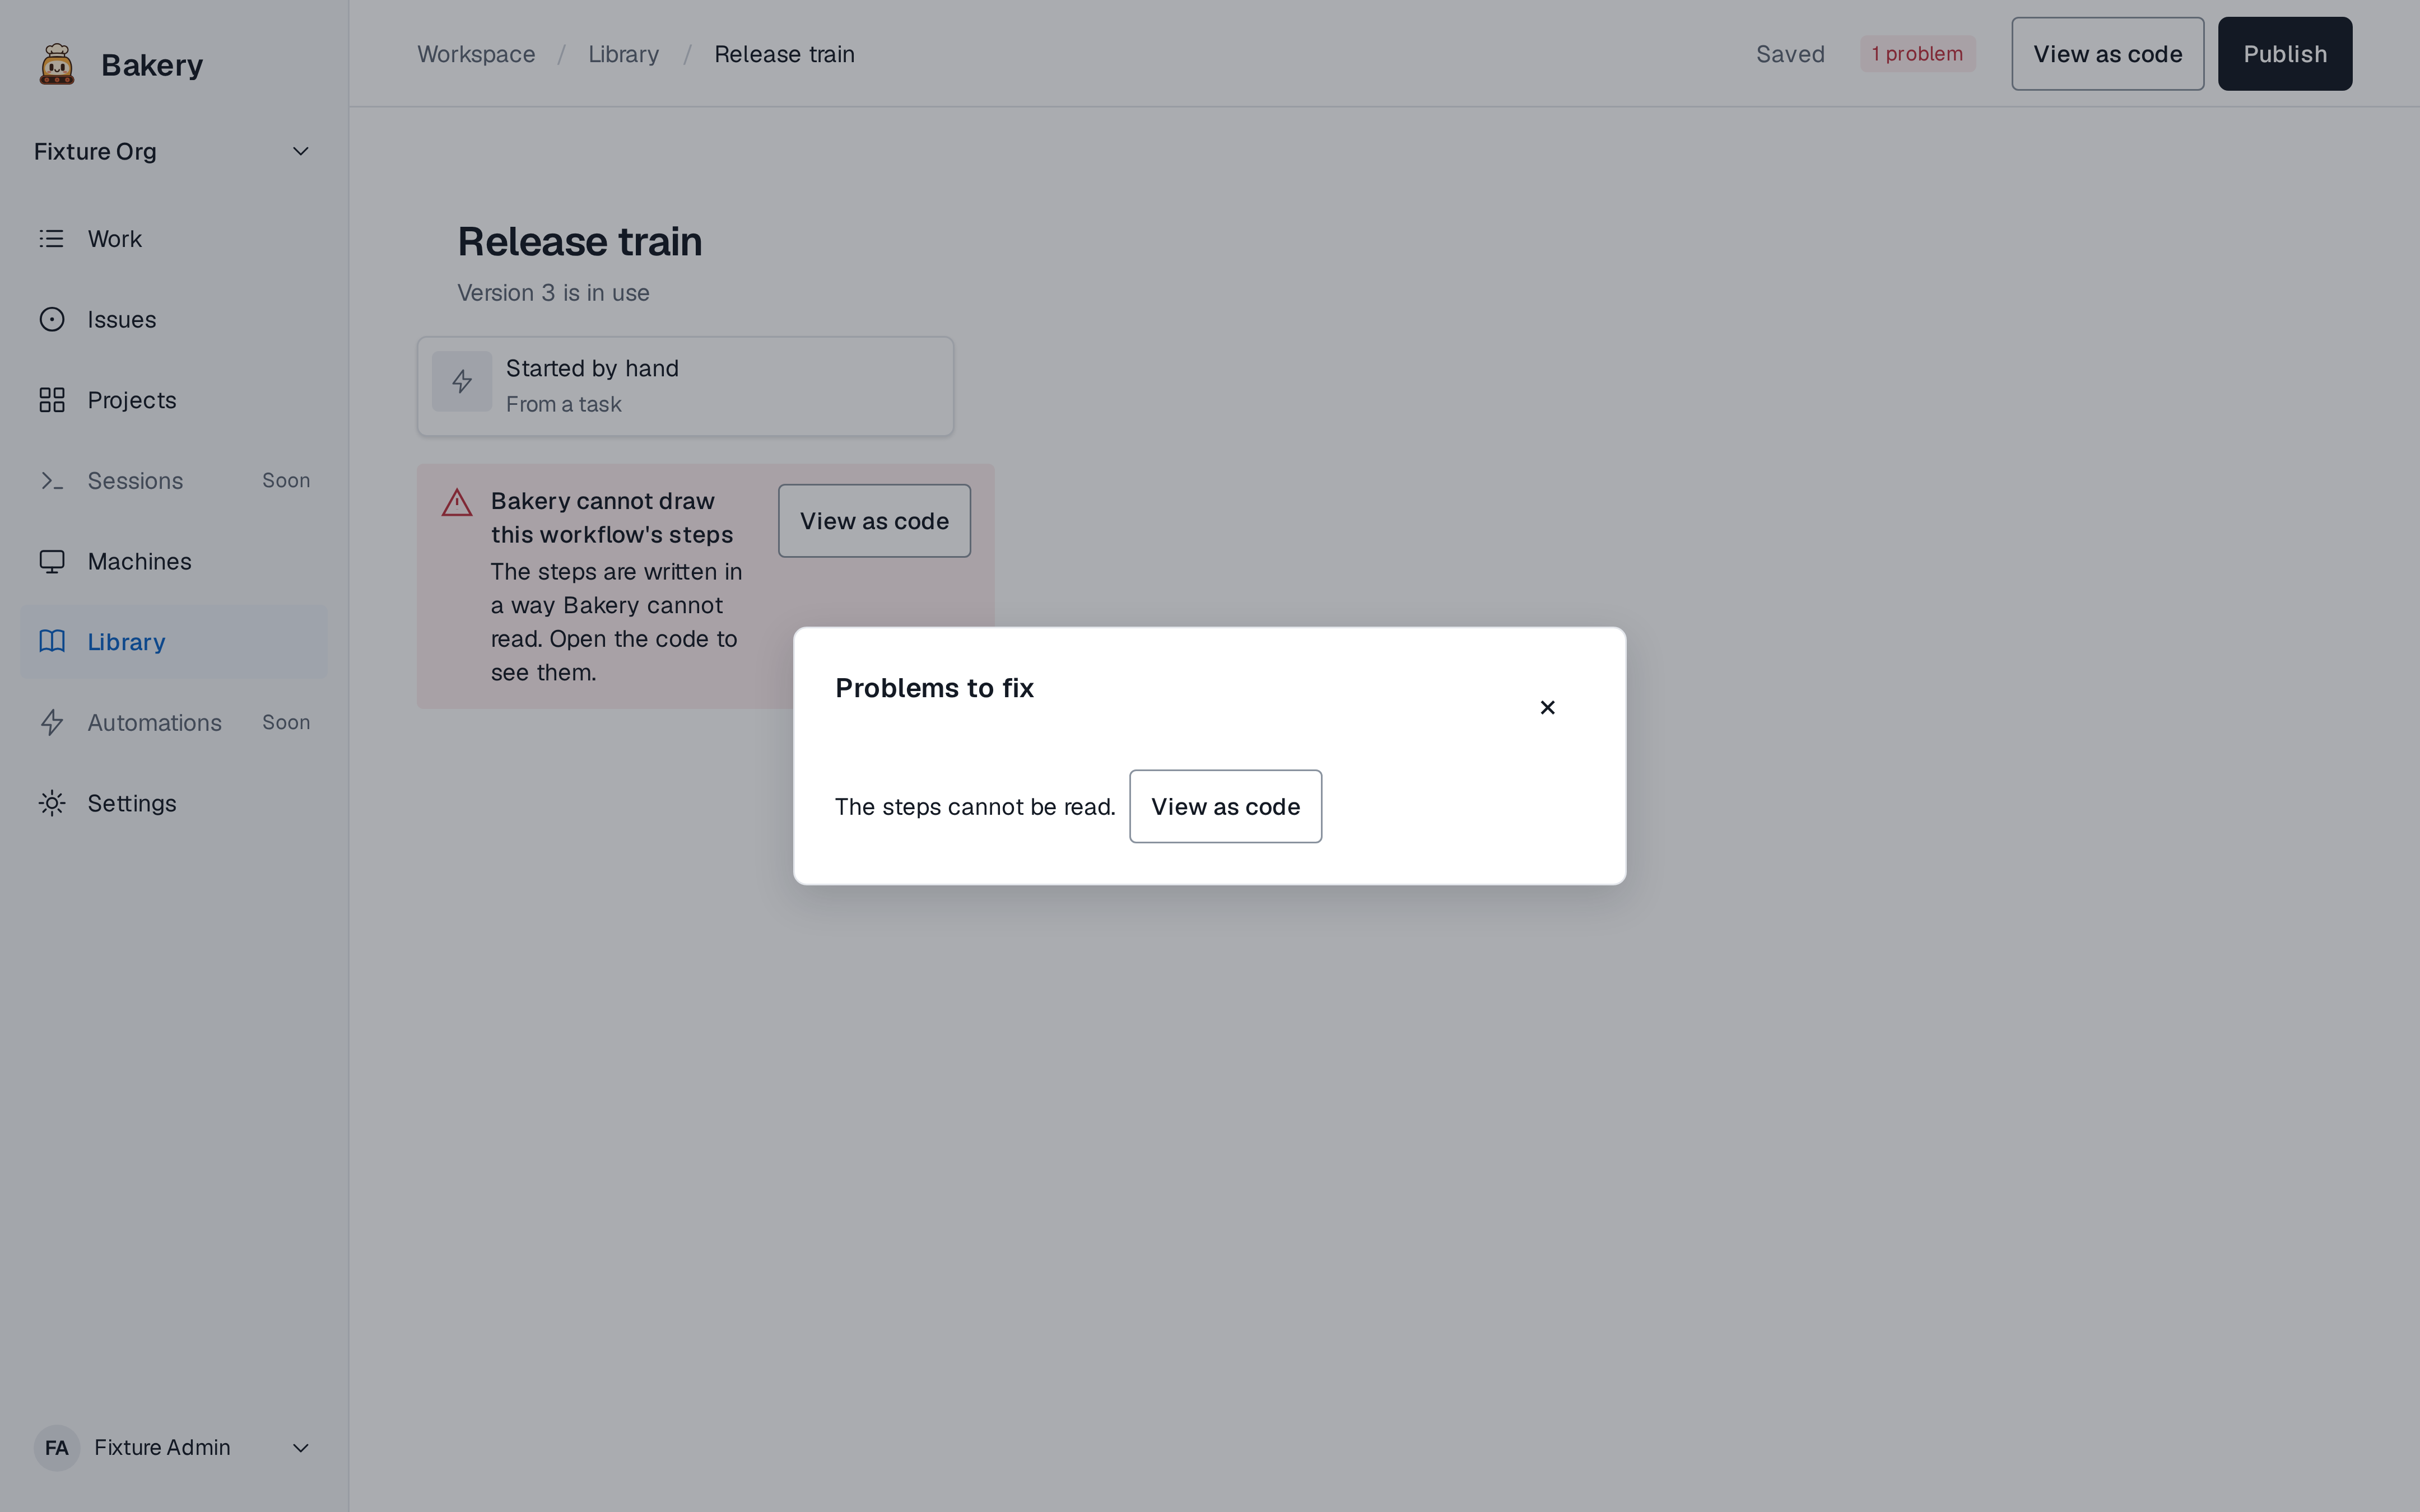 Bakery
Fixture Org
Work
Issues
Projects
Sessions Soon
Machines
Library
Automations Soon
Settings
FA Fixture Admin
Workspace / Library / Release train
Saved 1 problem View as code Publish
Release train
Version 3 is in use
Started by hand
From a task
Bakery cannot draw
this workflow's steps
View as code
The steps are written in
a way Bakery cannot
read. Open the code to
see them.
Problems to fix
The steps cannot be read. View as code